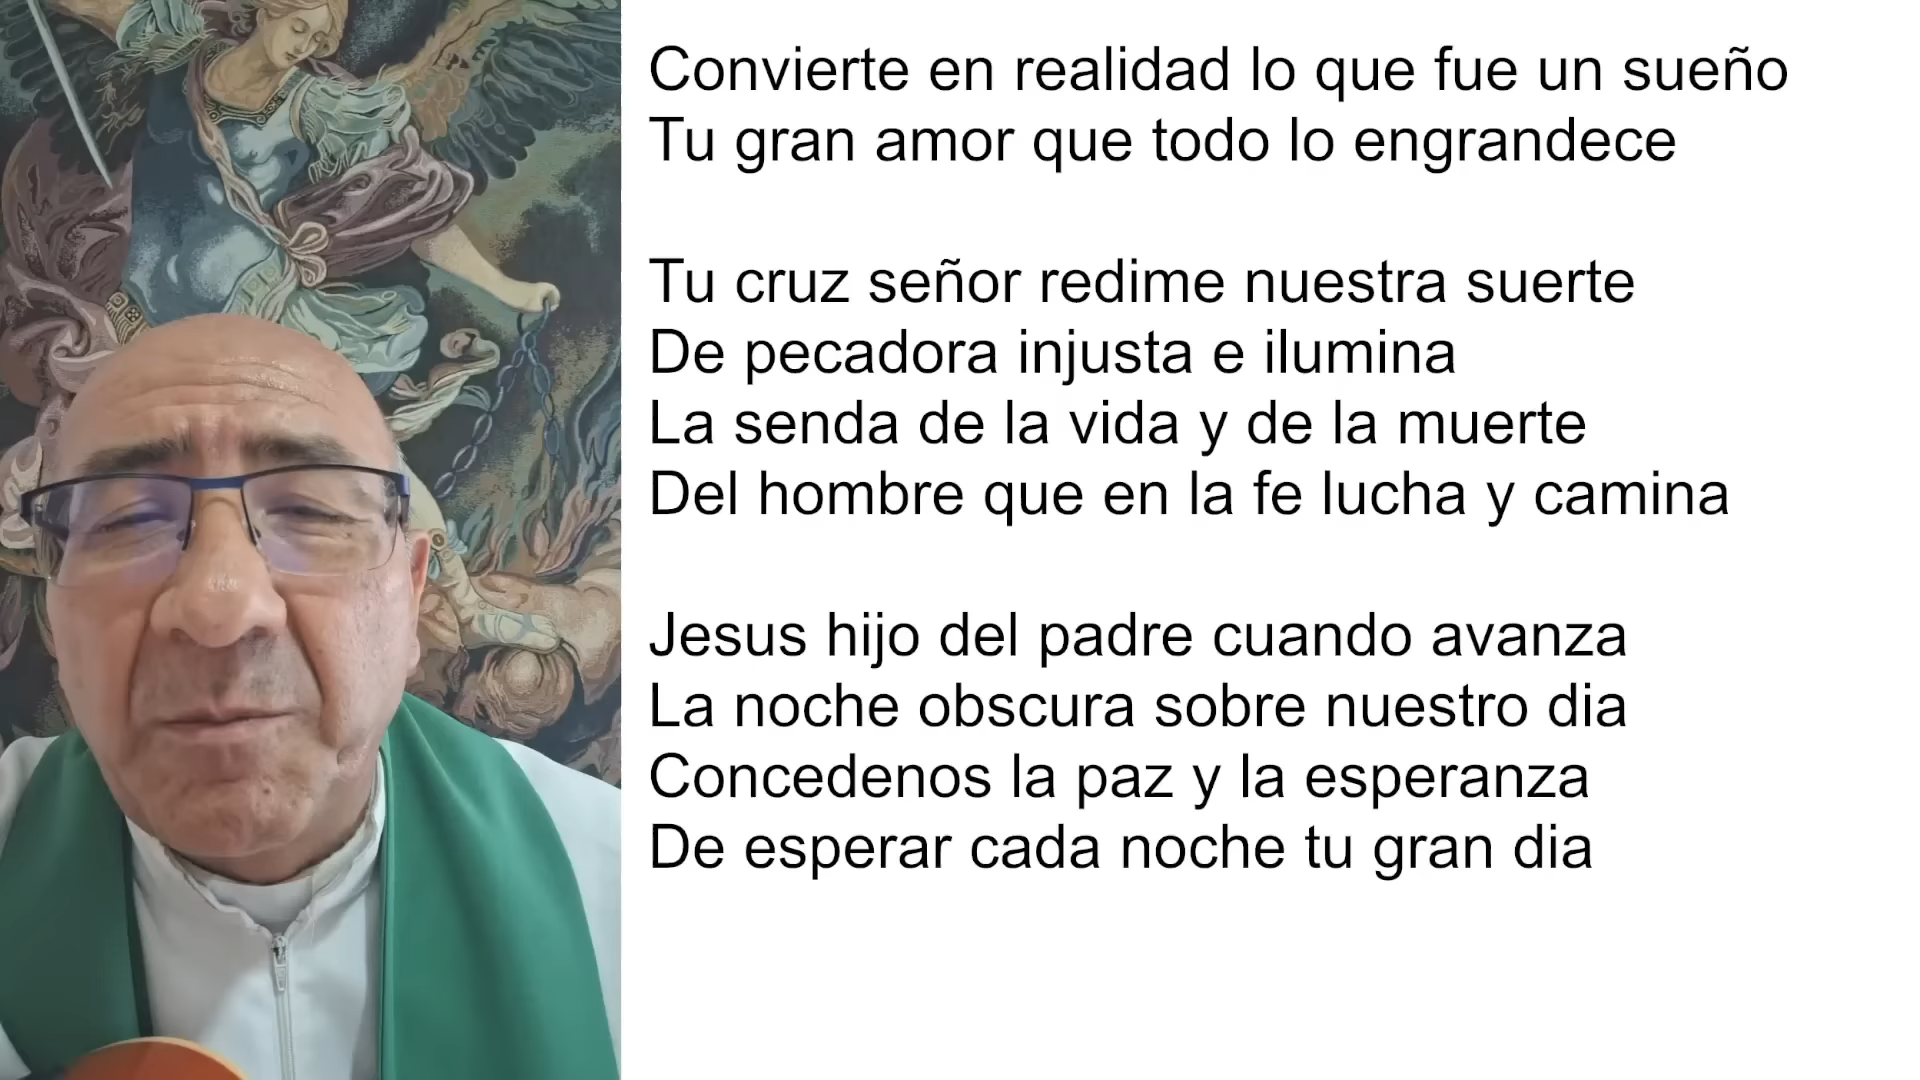 Convierte en realidad lo que fue un sueño
Tu gran amor que todo lo engrandece
Tu cruz señor redime nuestra suerte
De pecadora injusta e ilumina
La senda de la vida y de la muerte
Del hombre que en la fe lucha y camina
Jesus hijo del padre cuando avanza
La noche obscura sobre nuestro dia
Concedenos la paz y la esperanza
De esperar cada noche tu gran dia